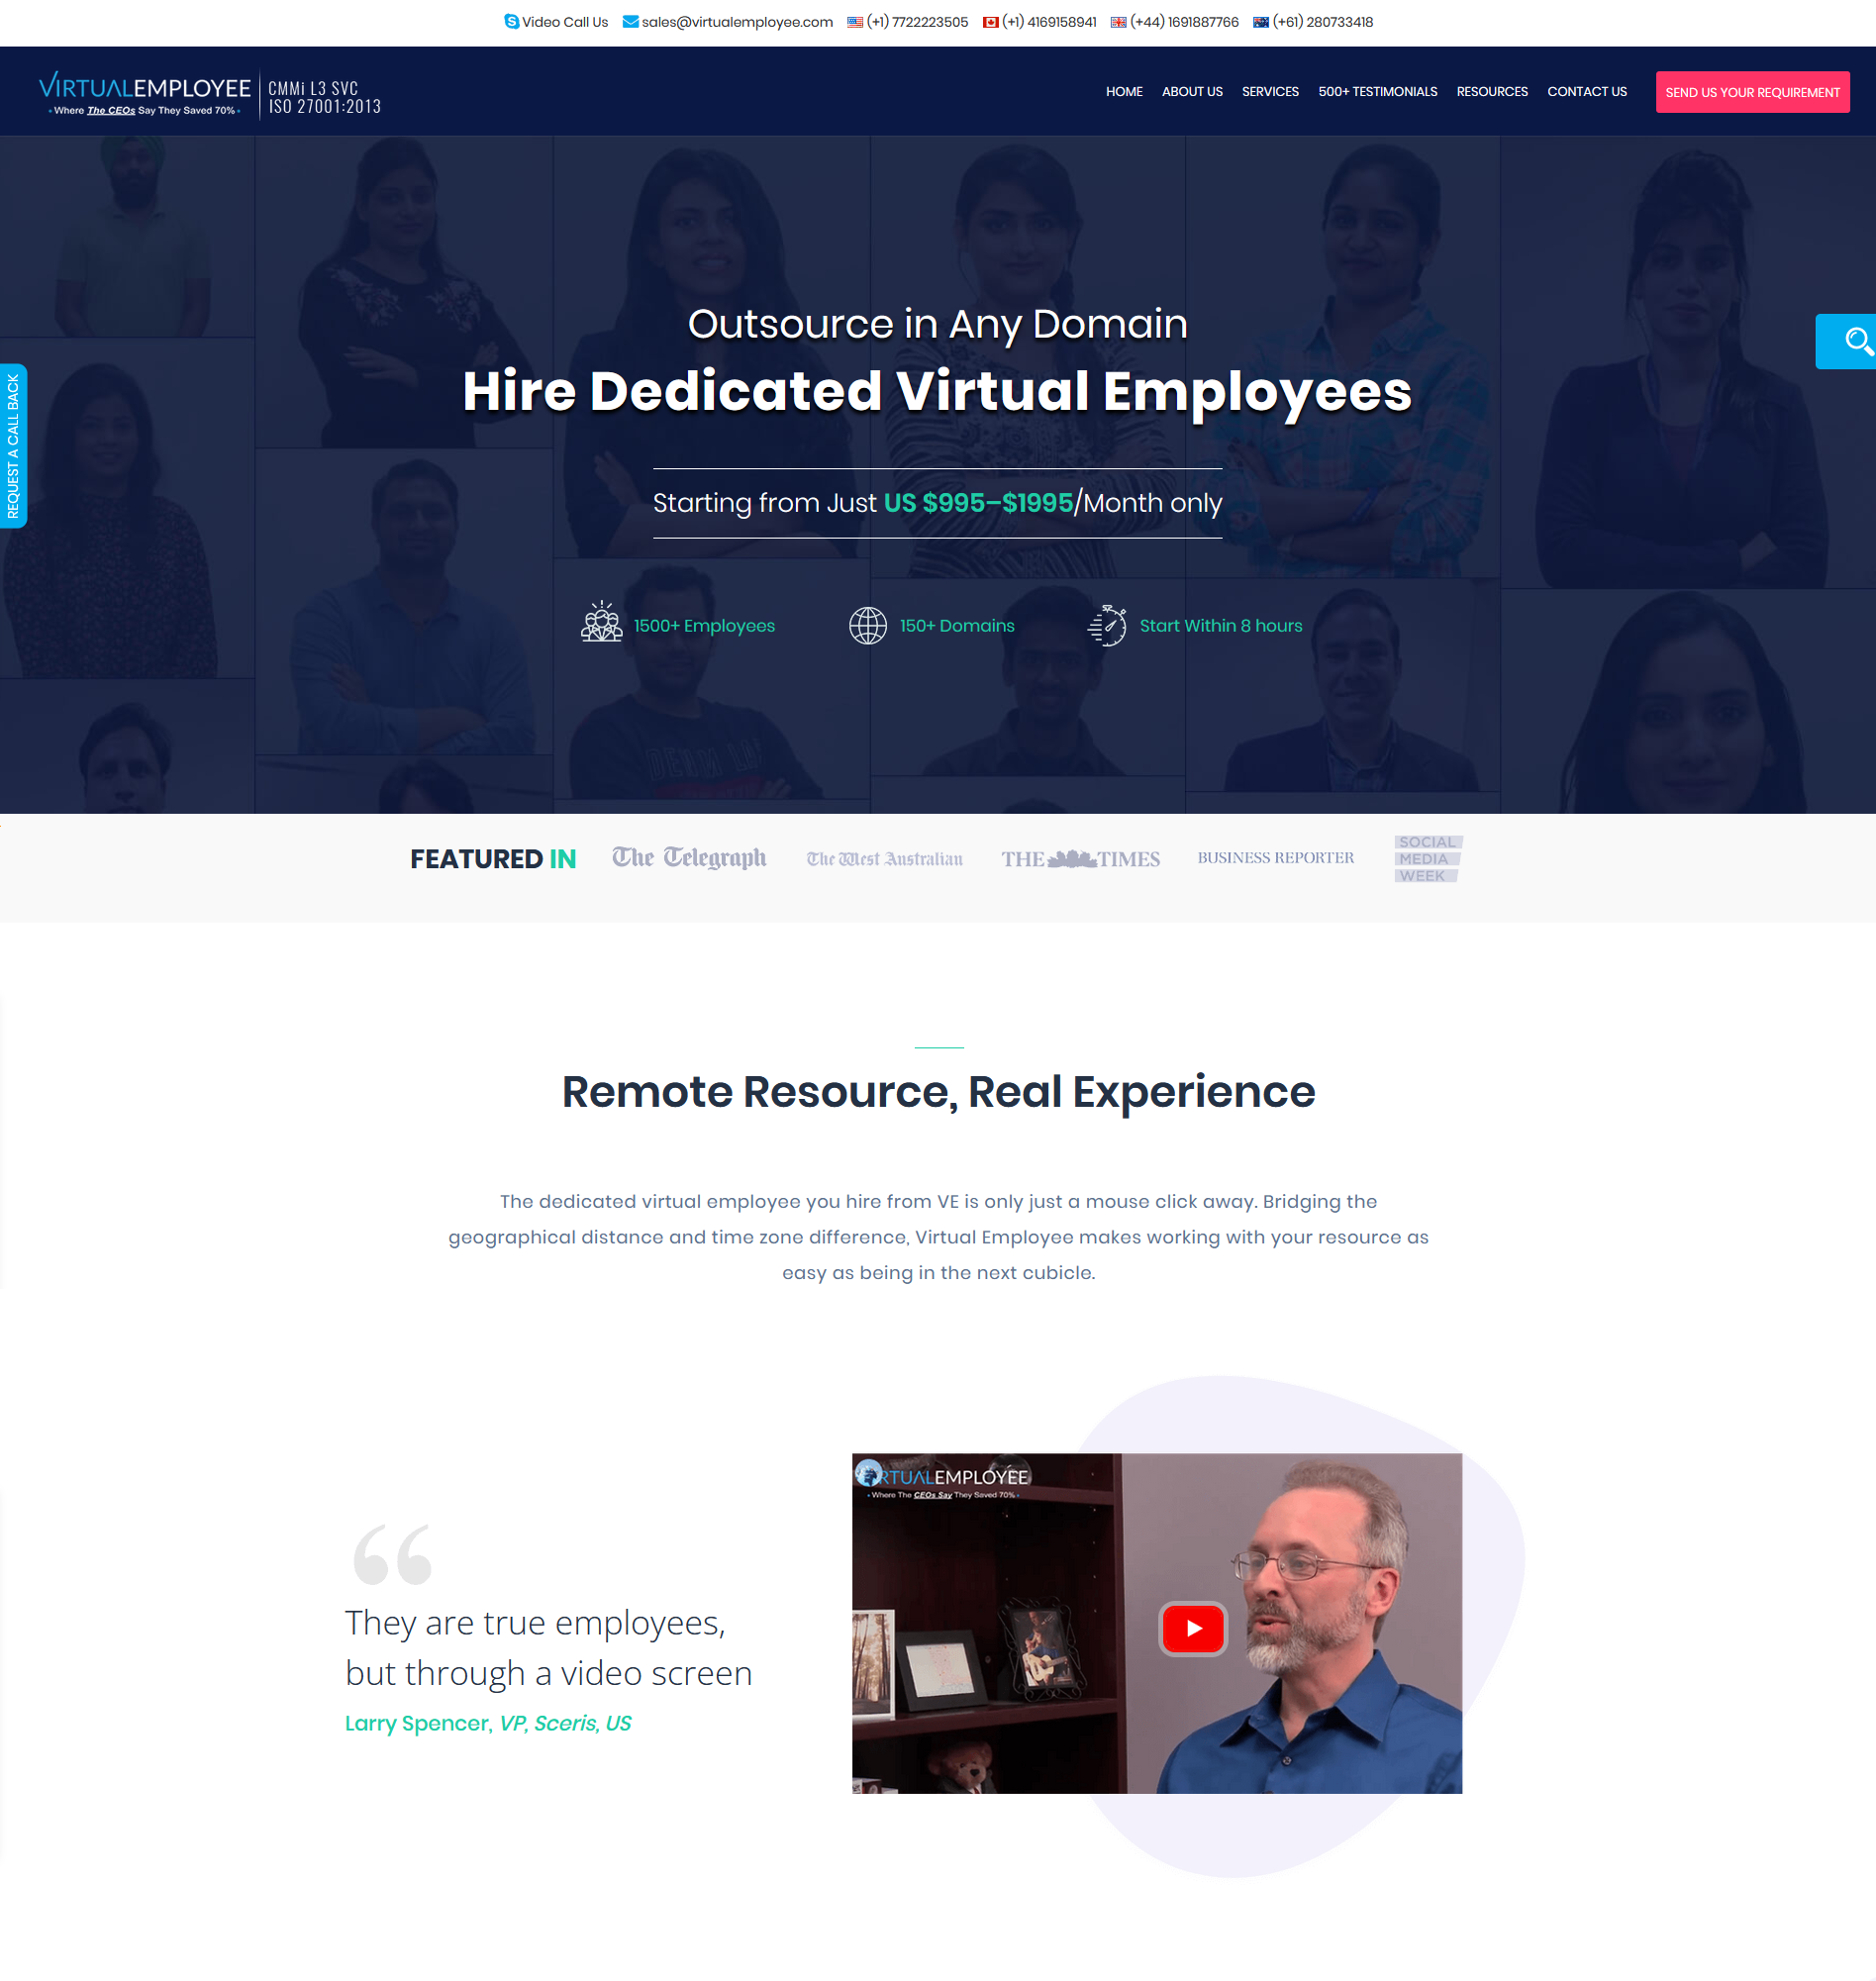 Video Call Us sales@virtualemployee.com (+1) 7722223505 (+1) 4169158941 (+44) 1691887766 (+61) 280733418
VIRTUALEMPLOYEE
• Where The CEOs Say They Saved 70% •
CMMi L3 SVC
ISO 27001:2013
HOME ABOUT US SERVICES 500+ TESTIMONIALS RESOURCES CONTACT US SEND US YOUR REQUIREMENT
Outsource in Any Domain
Hire Dedicated Virtual Employees
REQUEST A CALL BACK
Starting from Just US $995–$1995/Month only
1500+ Employees 150+ Domains Start Within 8 hours
FEATURED IN The Telegraph The West Australian THE TIMES BUSINESS REPORTER
SOCIAL
MEDIA
WEEK
Remote Resource, Real Experience
The dedicated virtual employee you hire from VE is only just a mouse click away. Bridging the
geographical distance and time zone difference, Virtual Employee makes working with your resource as
easy as being in the next cubicle.
“
They are true employees,
but through a video screen
Larry Spencer, VP, Sceris, US
VIRTUALEMPLOYEE
• Where The CEOs Say They Saved 70% •